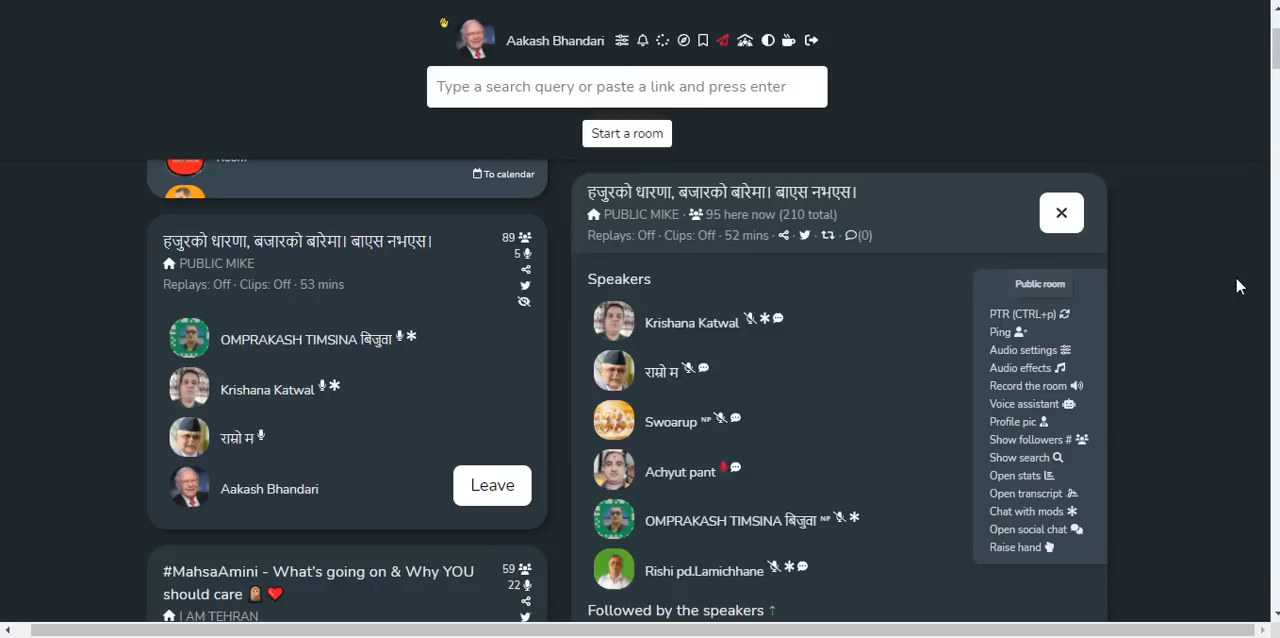 Aakash Bhandari
Type a search query or paste a link and press enter
Start a room
To calendar
हजुरको धारणा, बजारको बारेमा। बाएस नभएस।
89
PUBLIC MIKE
5
Replays: Off · Clips: Off · 53 mins
OMPRAKASH TIMSINA बिजुवा
Krishana Katwal
राम्रो म
Aakash Bhandari
Leave
#MahsaAmini - What's going on & Why YOU
should care
59
22
I AM TEHRAN
हजुरको धारणा, बजारको बारेमा। बाएस नभएस।
PUBLIC MIKE · 95 here now (210 total)
Replays: Off · Clips: Off · 52 mins · (0)
Speakers
Krishana Katwal
राम्रो म
Swoarup NP
Achyut pant
OMPRAKASH TIMSINA बिजुवा NP
Rishi pd.Lamichhane
Followed by the speakers ↑
Public room
PTR (CTRL+p)
Ping
Audio settings
Audio effects
Record the room
Voice assistant
Profile pic
Show followers #
Show search
Open stats
Open transcript
Chat with mods
Open social chat
Raise hand